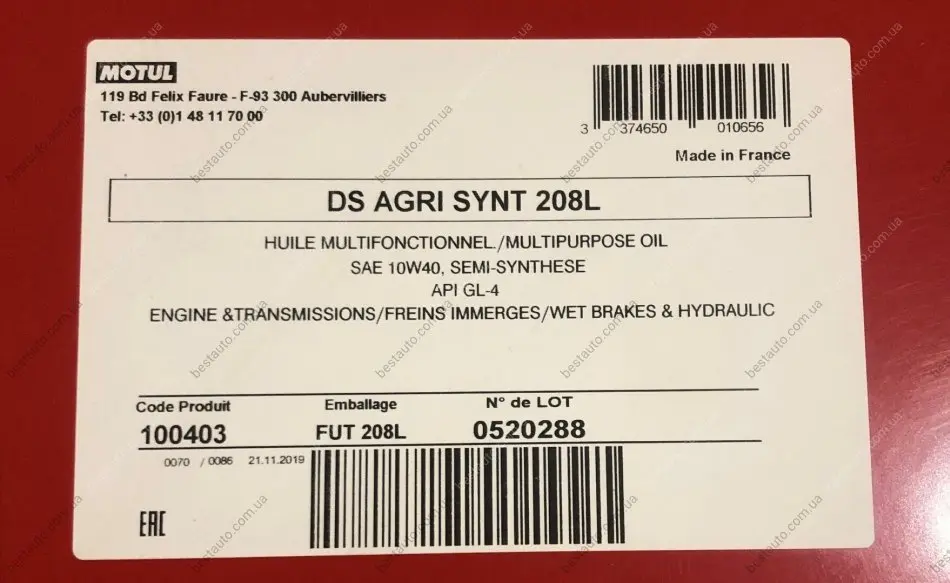 MOTUL
119 Bd Felix Faure - F-93 300 Aubervilliers
Tel: +33 (0)1 48 11 70 00
3 374650 010656
Made in France
DS AGRI SYNT 208L
HUILE MULTIFONCTIONNEL/MULTIPURPOSE OIL
SAE 10W40, SEMI-SYNTHESE
API GL-4
ENGINE &TRANSMISSIONS/FREINS IMMERGES/WET BRAKES & HYDRAULIC
Code Produit Emballage N° de LOT
100403 FUT 208L 0520288
0070 / 0086 21.11.2019
EAC
bestauto.com.ua